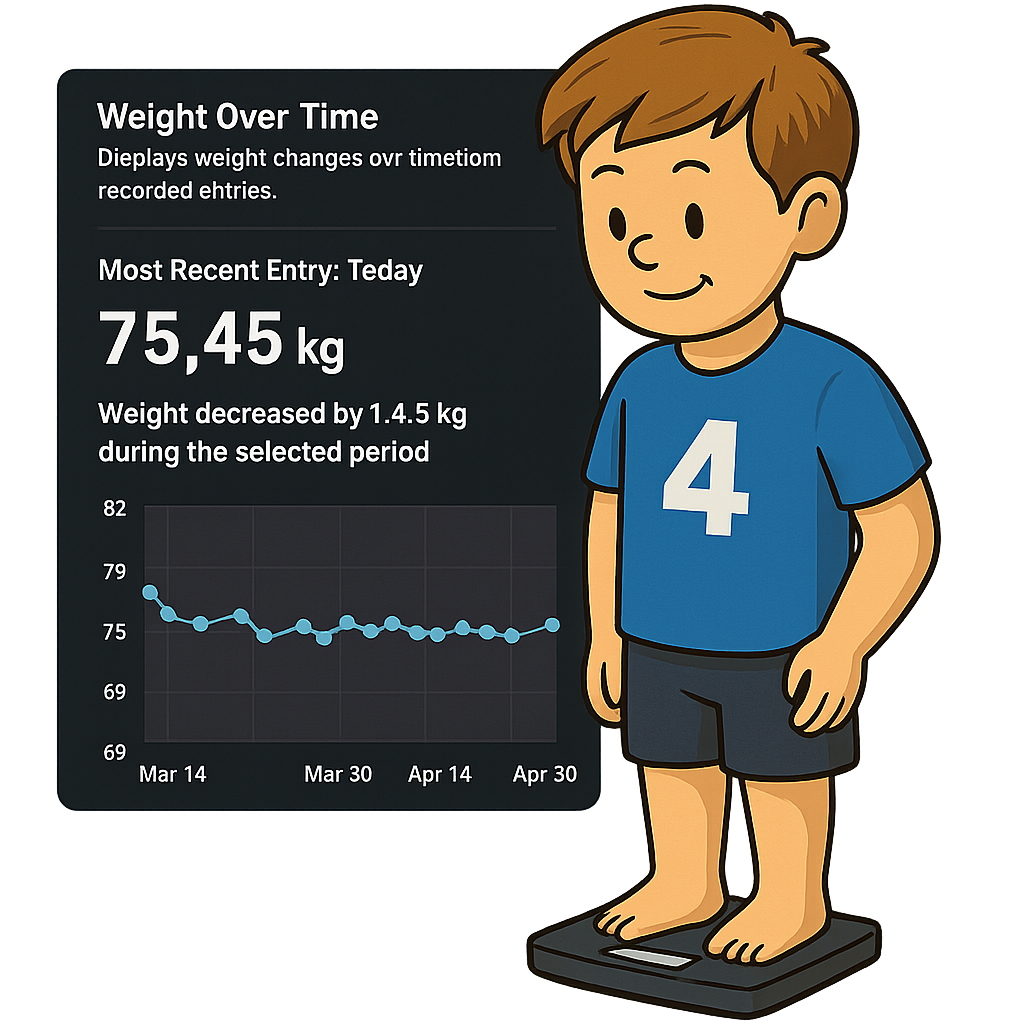 Weight Over Time
Dieplays weight changes ovr timetiom
recorded ehtries.
Most Recent Entry: Teday
75,45 kg
Weight decreased by 1.4.5 kg
during the selected period
82
79
75
69
69
Mar 14 Mar 30 Apr 14 Apr 30
4